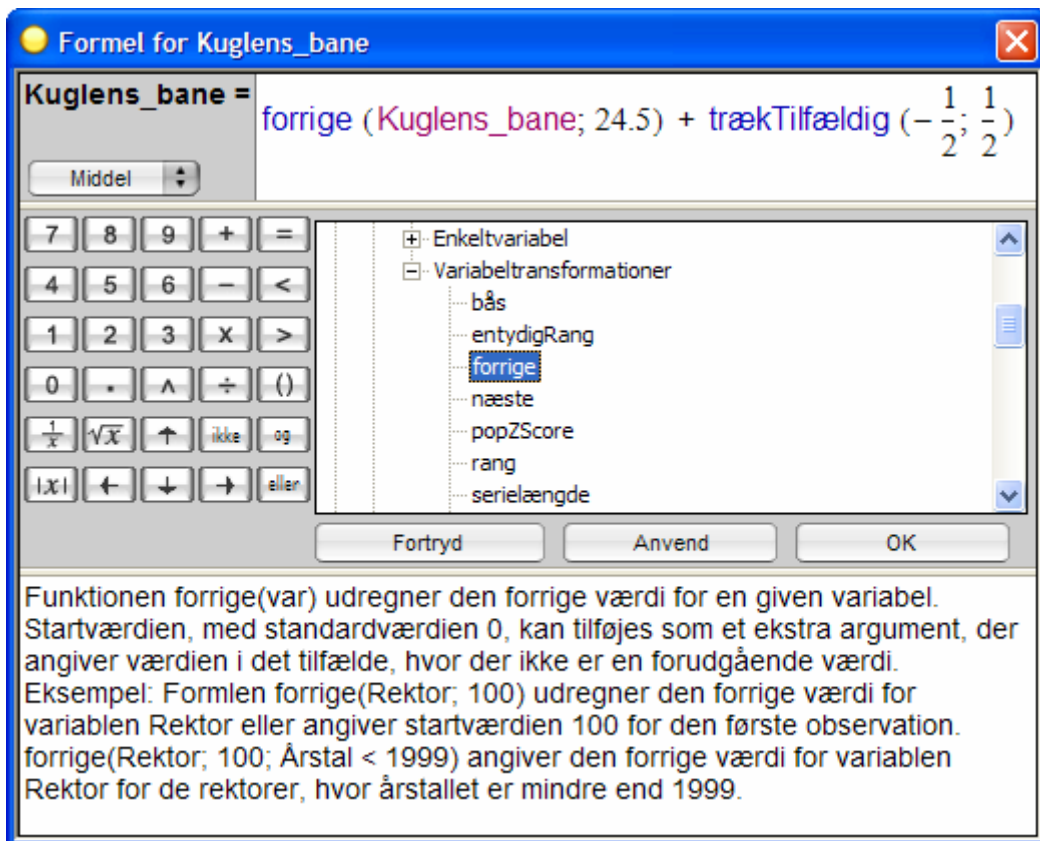 Formel for Kuglens_bane
Kuglens_bane =
forrige (Kuglens_bane; 24.5) + trækTilfældig (-1/2; 1/2)
Middel
7 8 9 + =
4 5 6 − <
1 2 3 x >
0 . ^ ÷ ()
1/x √x ↑ ikke og
|x| ← ↓ → eller
Enkeltvariabel
Variabeltransformationer
bås
entydigRang
forrige
næste
popZScore
rang
serielængde
Fortryd Anvend OK
Funktionen forrige(var) udregner den forrige værdi for en given variabel.
Startværdien, med standardværdien 0, kan tilføjes som et ekstra argument, der
angiver værdien i det tilfælde, hvor der ikke er en forudgående værdi.
Eksempel: Formlen forrige(Rektor; 100) udregner den forrige værdi for
variablen Rektor eller angiver startværdien 100 for den første observation.
forrige(Rektor; 100; Årstal < 1999) angiver den forrige værdi for variablen
Rektor for de rektorer, hvor årstallet er mindre end 1999.